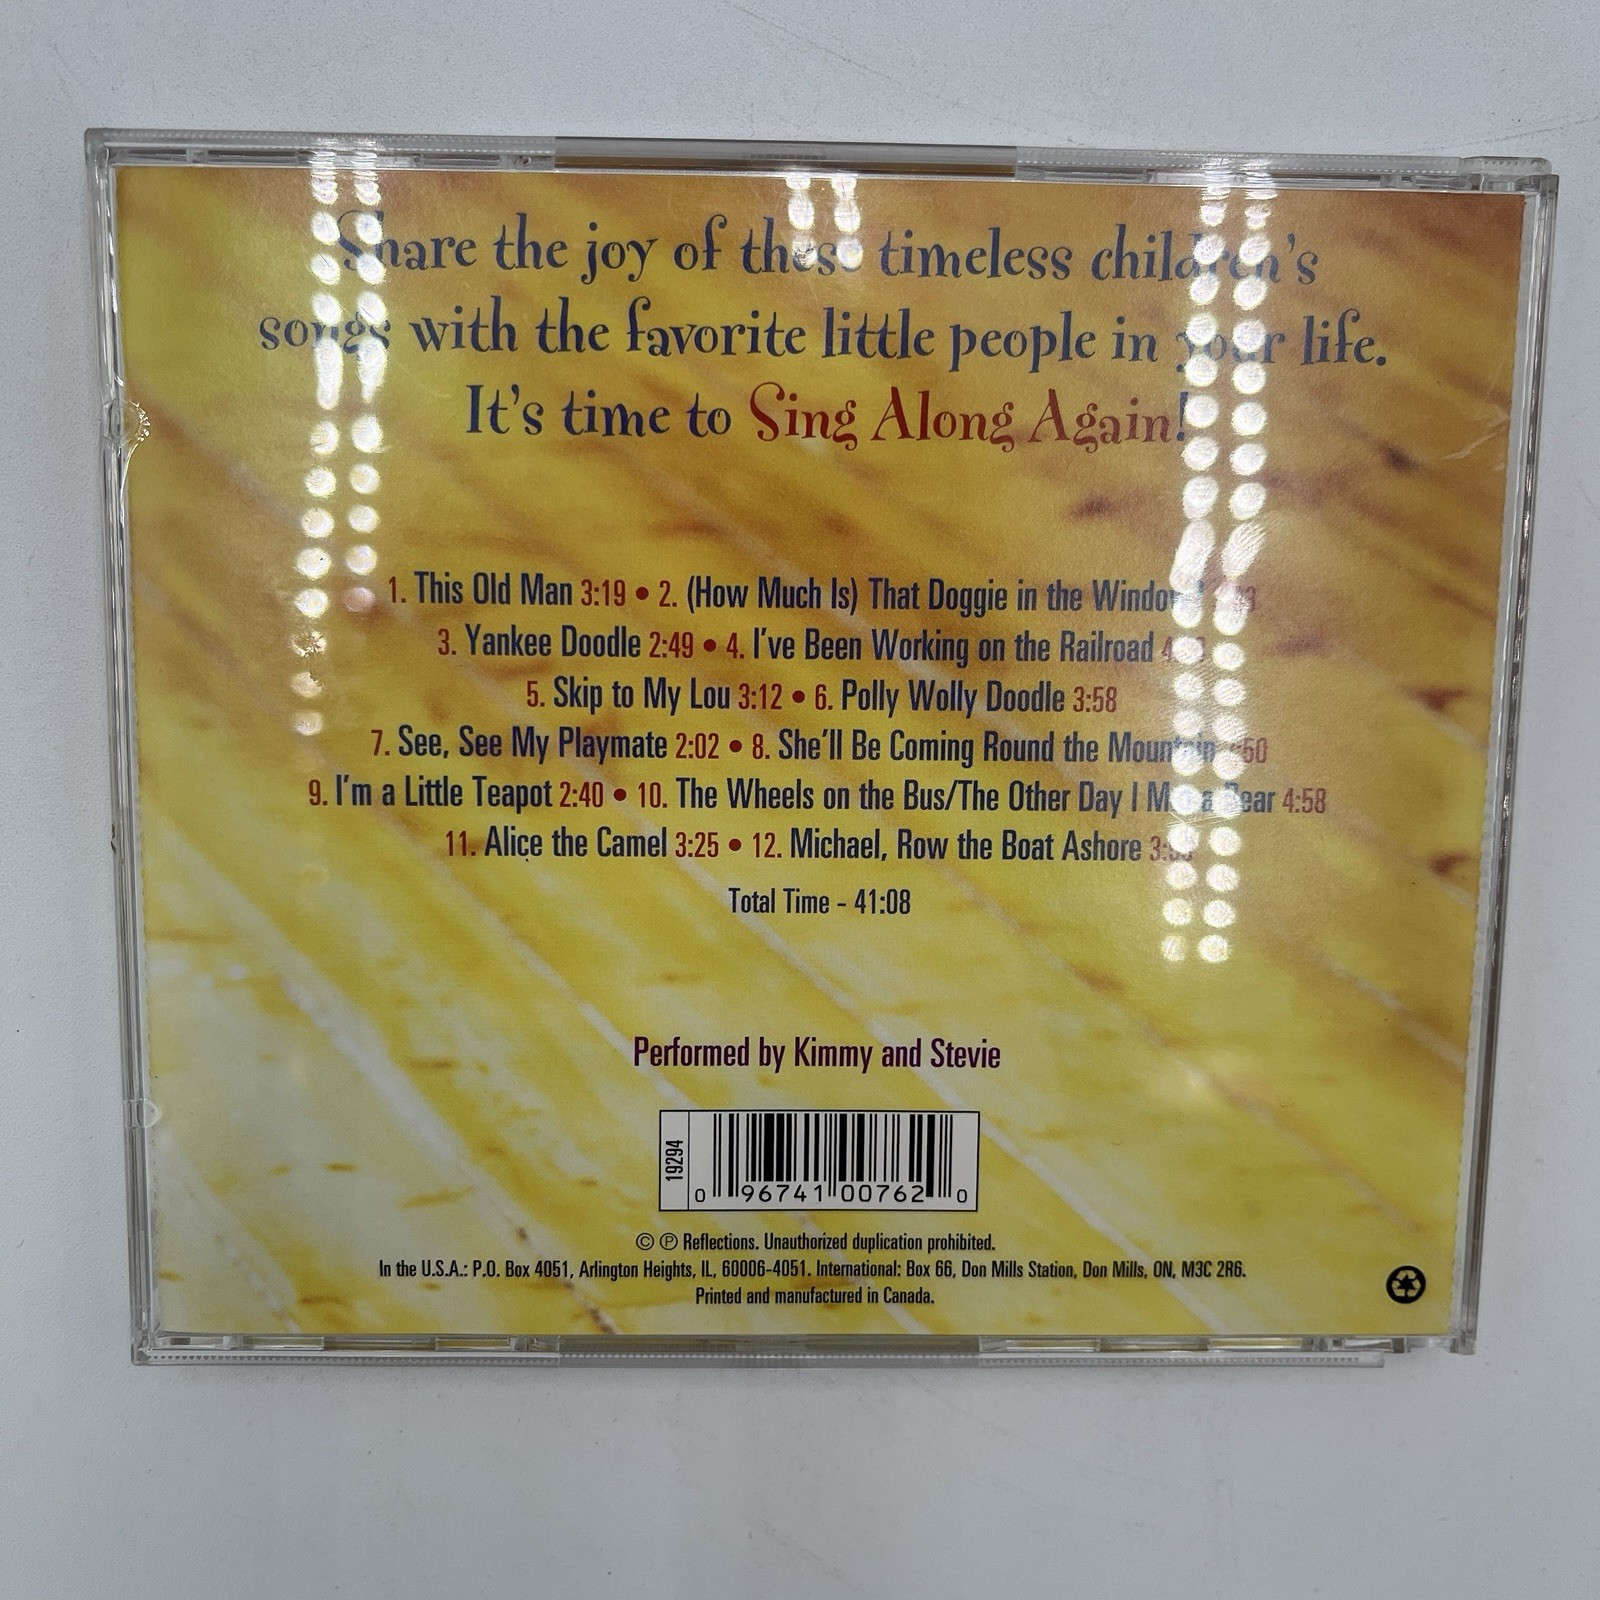 Share the joy of these timeless children's
songs with the favorite little people in your life.
It's time to Sing Along Again!
1. This Old Man 3:19 • 2. (How Much Is) That Doggie in the Window?
3. Yankee Doodle 2:49 • 4. I've Been Working on the Railroad
5. Skip to My Lou 3:12 • 6. Polly Wolly Doodle 3:58
7. See, See My Playmate 2:02 • 8. She'll Be Coming Round the Mountain
9. I'm a Little Teapot 2:40 • 10. The Wheels on the Bus/The Other Day I Met a Bear 4:58
11. Alice the Camel 3:25 • 12. Michael, Row the Boat Ashore
Total Time - 41:08
Performed by Kimmy and Stevie
19294
0 96741 00762 0
© ℗ Reflections. Unauthorized duplication prohibited.
In the U.S.A.: P.O. Box 4051, Arlington Heights, IL, 60006-4051. International: Box 66, Don Mills Station, Don Mills, ON, M3C 2R6.
Printed and manufactured in Canada.